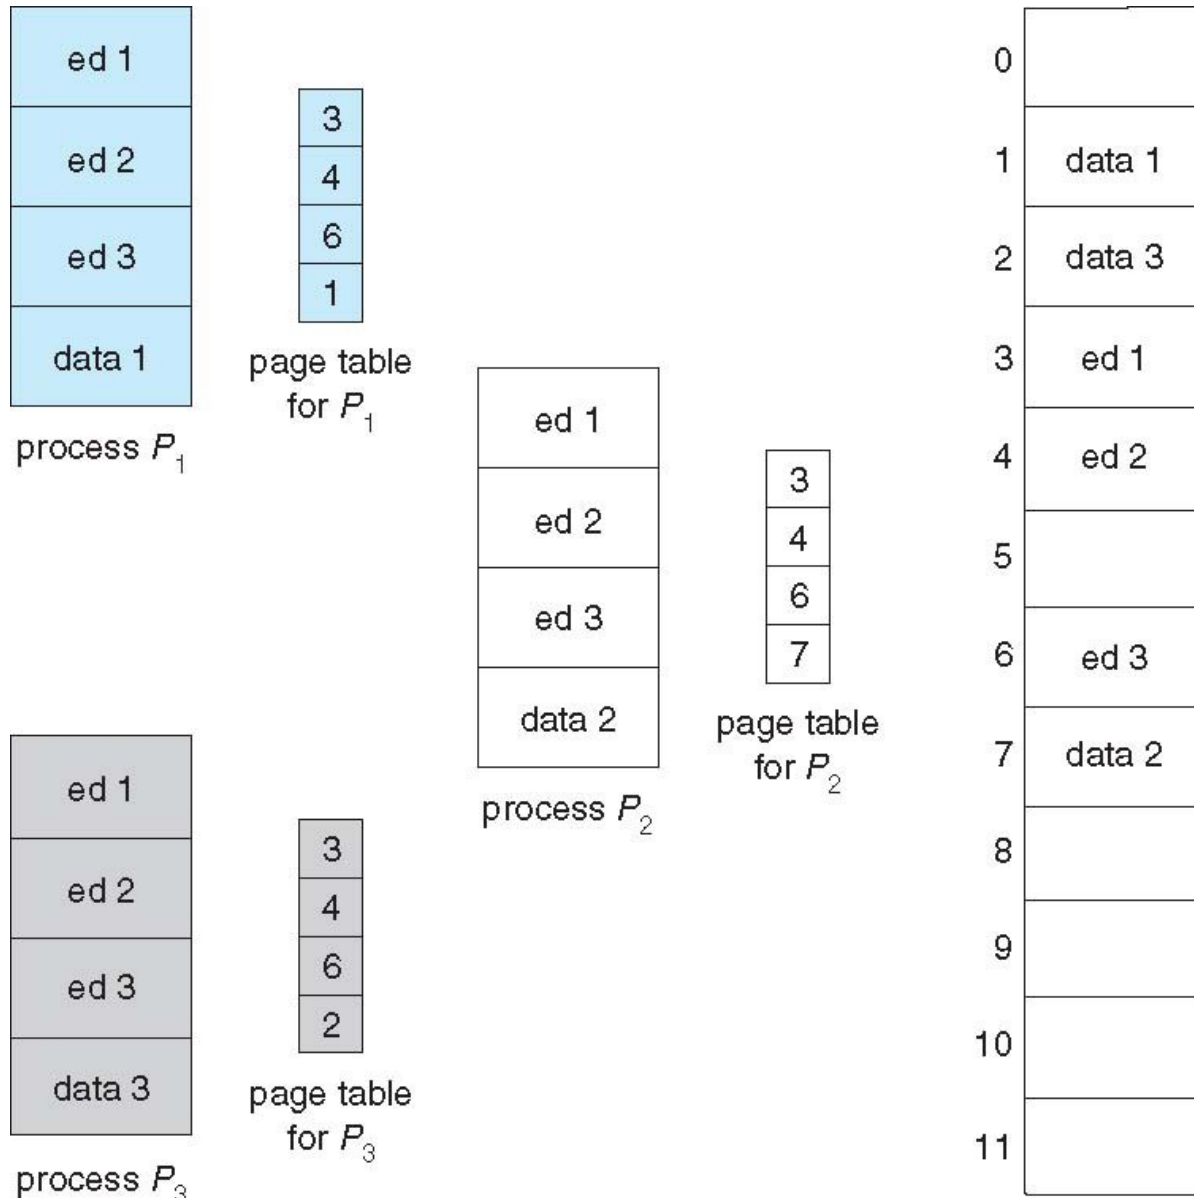 ed 1
ed 2
ed 3
data 1
process P1
3
4
6
1
page table
for P1
ed 1
ed 2
ed 3
data 2
process P2
3
4
6
7
page table
for P2
ed 1
ed 2
ed 3
data 3
process P3
3
4
6
2
page table
for P3
0
1 data 1
2 data 3
3 ed 1
4 ed 2
5
6 ed 3
7 data 2
8
9
10
11